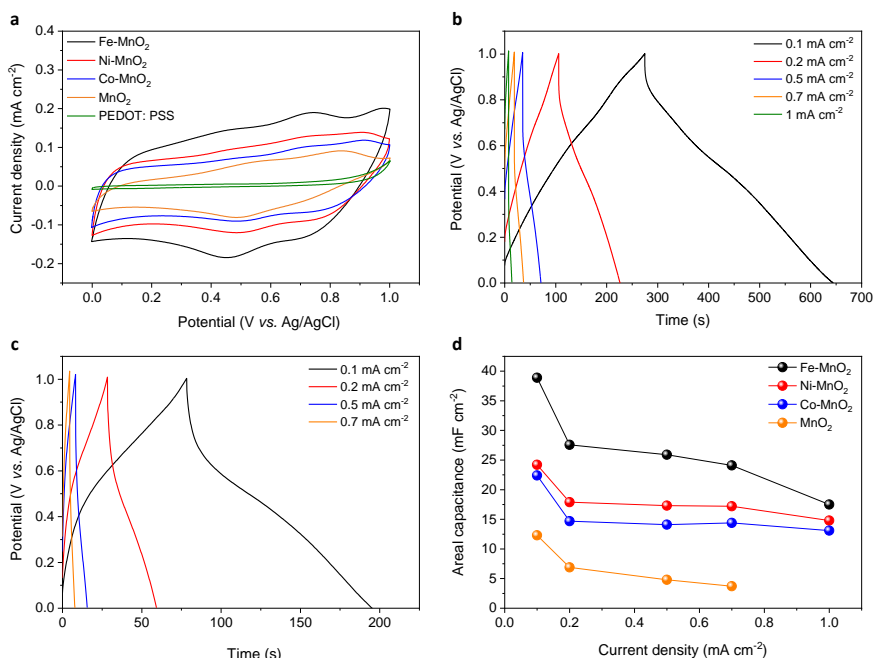 a
Fe-MnO₂
Ni-MnO₂
Co-MnO₂
MnO₂
PEDOT: PSS
Current density (mA cm⁻²)
0.4
0.3
0.2
0.1
0.0
-0.1
-0.2
0.0 0.2 0.4 0.6 0.8 1.0
Potential (V vs. Ag/AgCl)
b
0.1 mA cm⁻²
0.2 mA cm⁻²
0.5 mA cm⁻²
0.7 mA cm⁻²
1 mA cm⁻²
Potential (V vs. Ag/AgCl)
1.0
0.8
0.6
0.4
0.2
0.0
0 100 200 300 400 500 600 700
Time (s)
c
0.1 mA cm⁻²
0.2 mA cm⁻²
0.5 mA cm⁻²
0.7 mA cm⁻²
Potential (V vs. Ag/AgCl)
1.0
0.8
0.6
0.4
0.2
0.0
0 50 100 150 200
Time (s)
d
Fe-MnO₂
Ni-MnO₂
Co-MnO₂
MnO₂
Areal capacitance (mF cm⁻²)
40
35
30
25
20
15
10
5
0
0.0 0.2 0.4 0.6 0.8 1.0
Current density (mA cm⁻²)